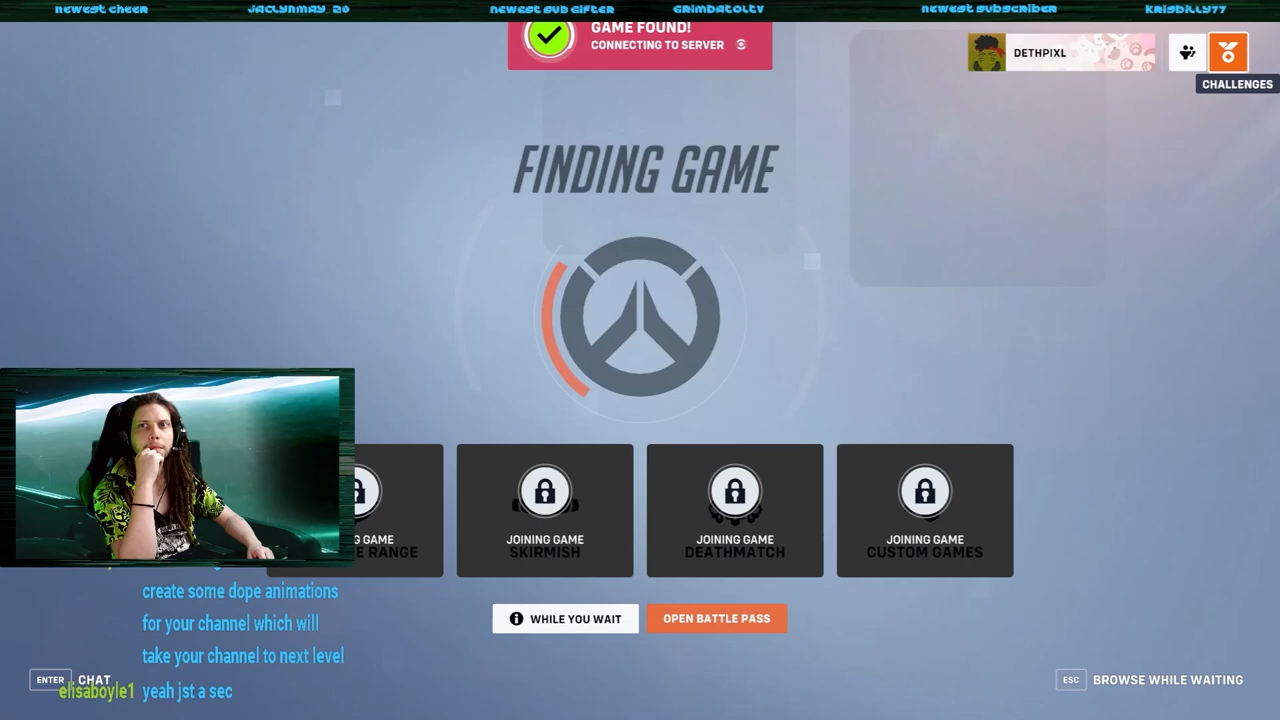 newest cheer JACLYNMAY_20 newest sub gifter GRIMBATOLTV newest subscriber KRISBILLY77
GAME FOUND!
CONNECTING TO SERVER
DETHPIXL
CHALLENGES
FINDING GAME
G GAME
E RANGE
JOINING GAME
SKIRMISH
JOINING GAME
DEATHMATCH
JOINING GAME
CUSTOM GAMES
create some dope animations
for your channel which will
take your channel to next level
elisaboyle1 yeah jst a sec
WHILE YOU WAIT
OPEN BATTLE PASS
ENTER CHAT
ESC BROWSE WHILE WAITING